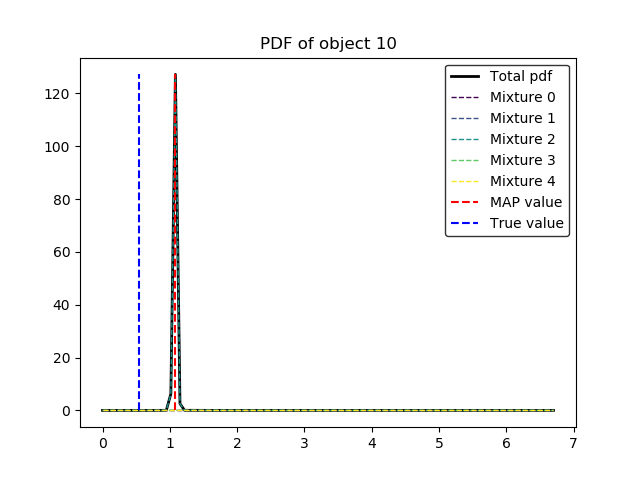 PDF of object 10
120
100
80
60
40
20
0
0 1 2 3 4 5 6 7
Total pdf
Mixture 0
Mixture 1
Mixture 2
Mixture 3
Mixture 4
MAP value
True value